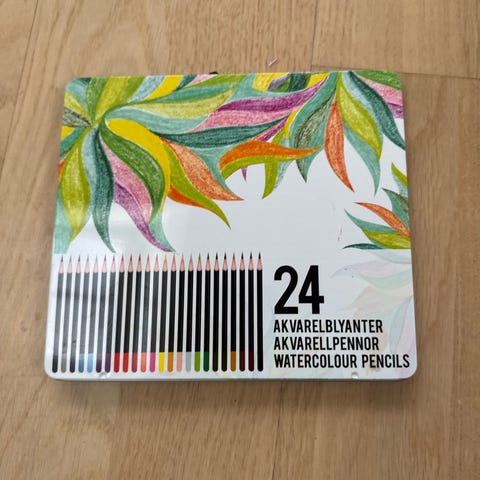 24
AKVARELBLYANTER
AKVARELLPENNOR
WATERCOLOUR PENCILS